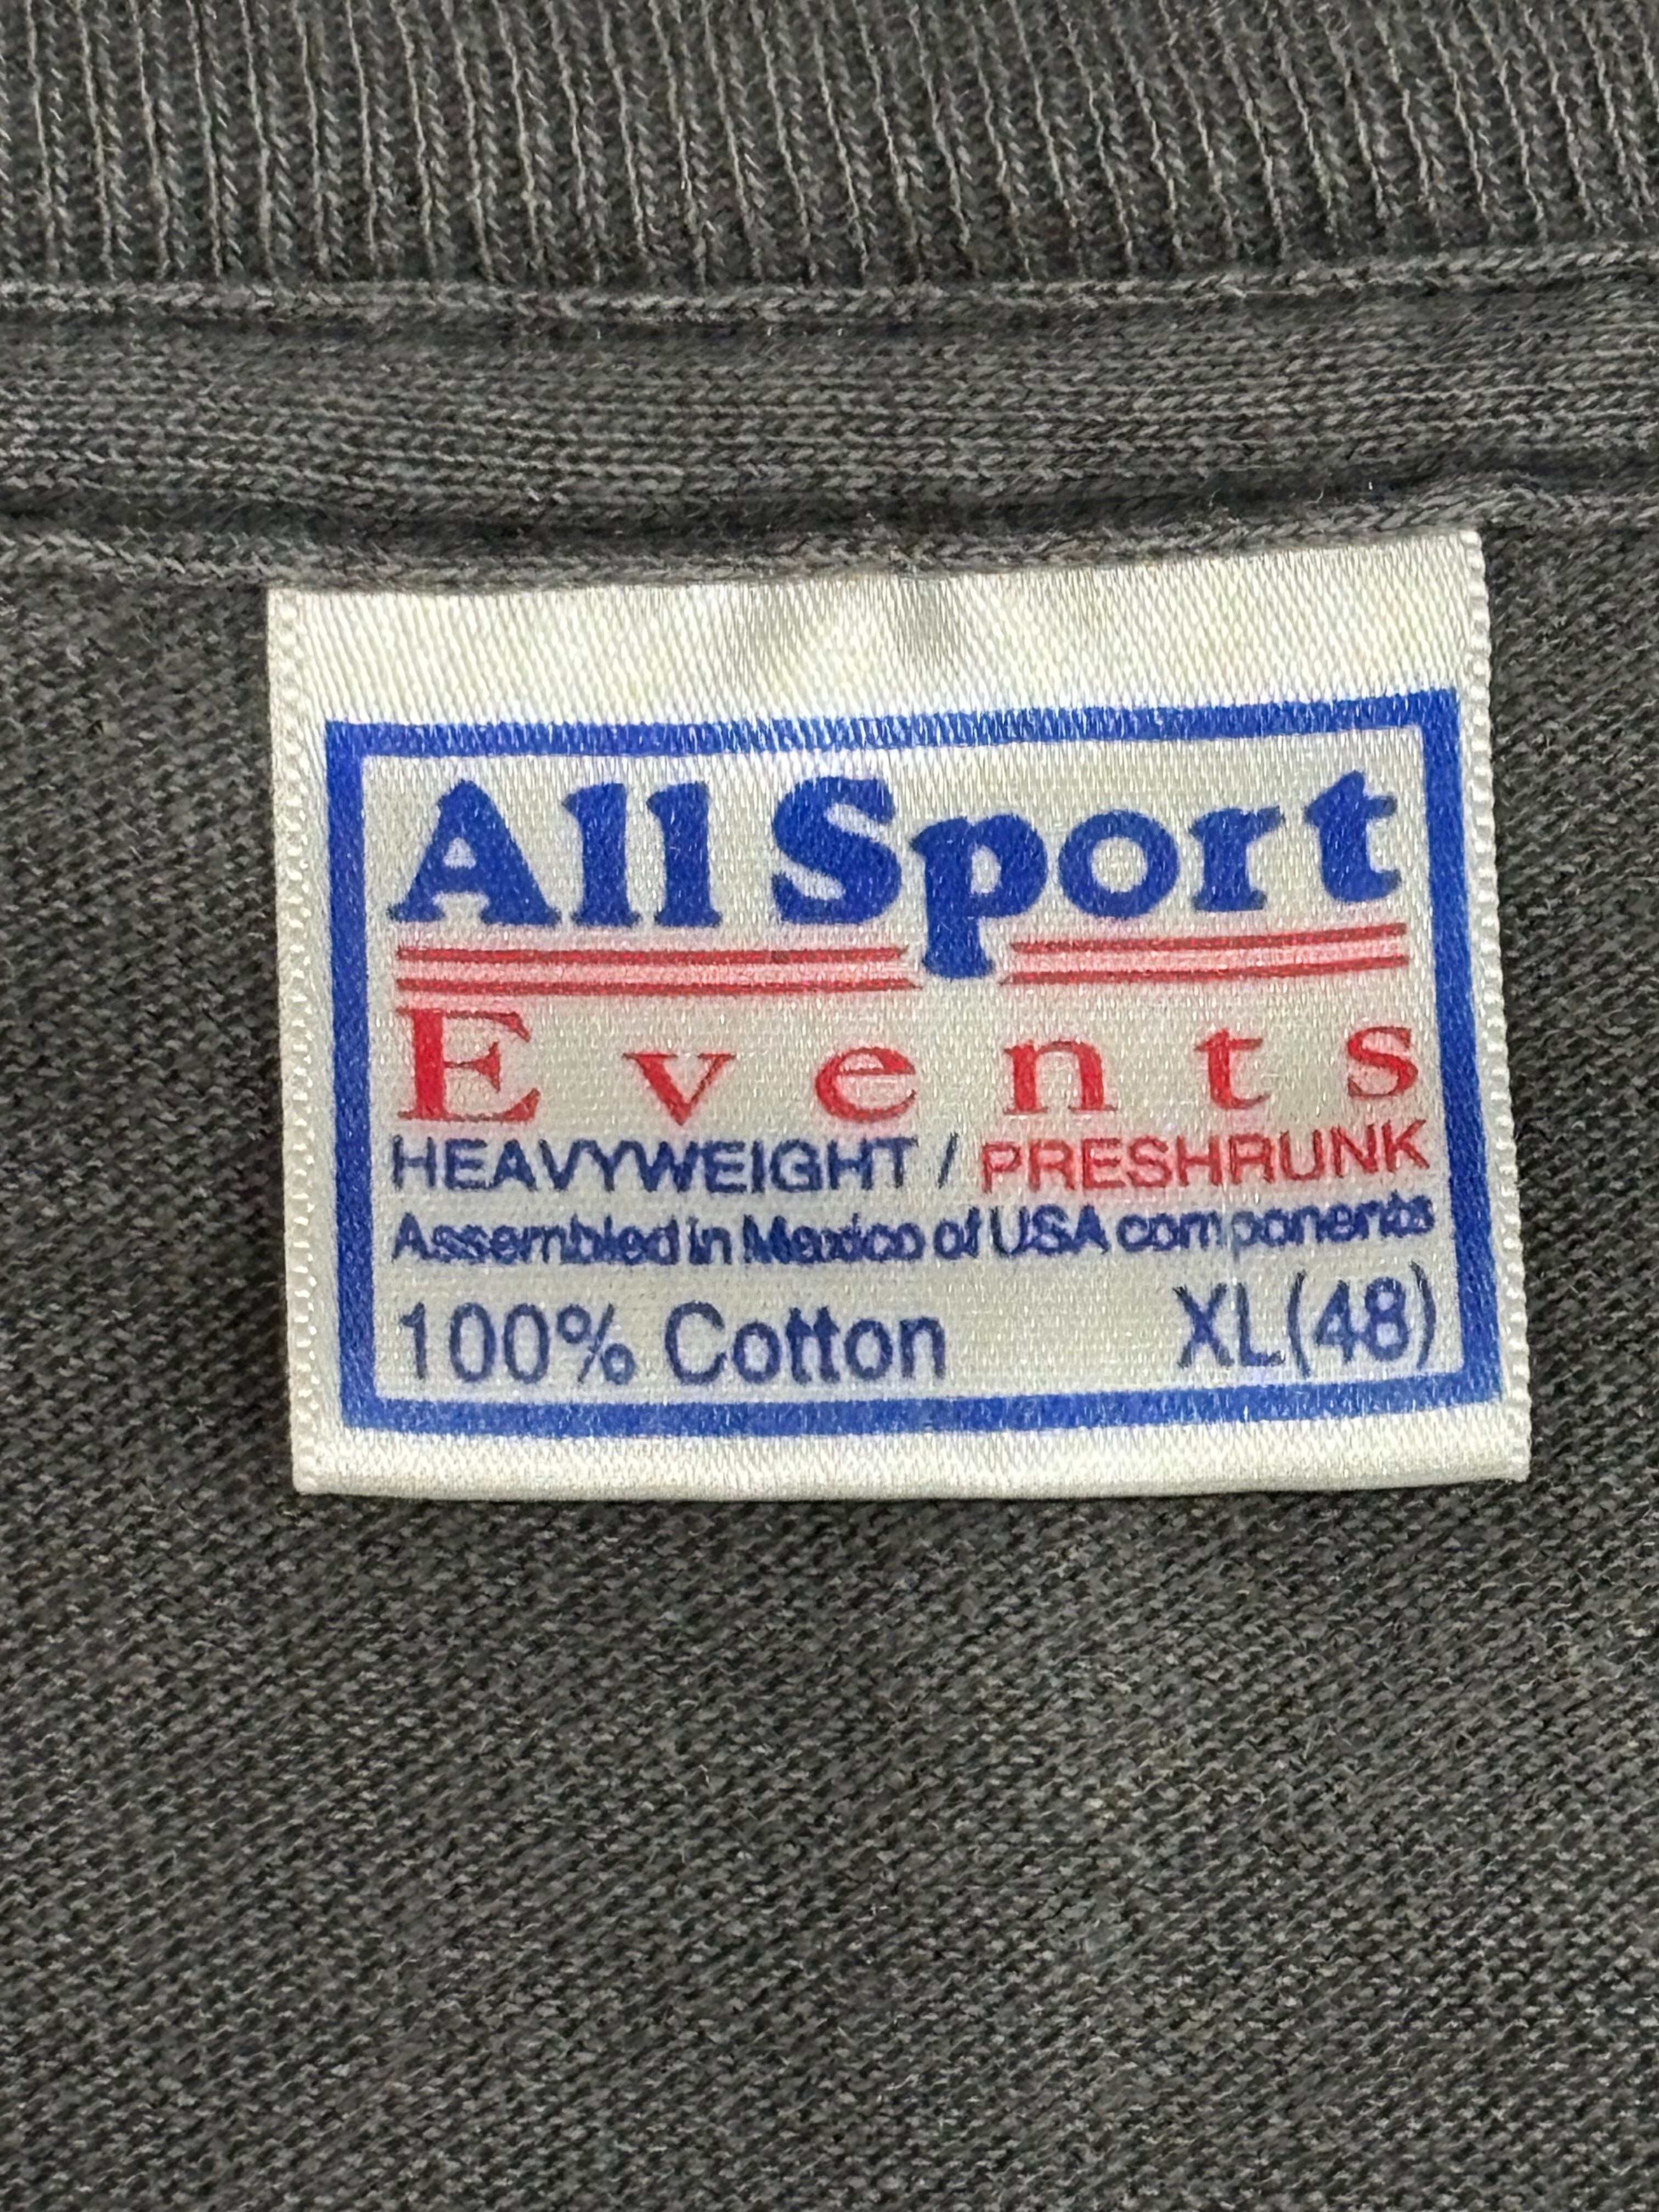 All Sport
Events
HEAVYWEIGHT / PRESHRUNK
Assembled in Mexico of USA components
100% Cotton XL(48)